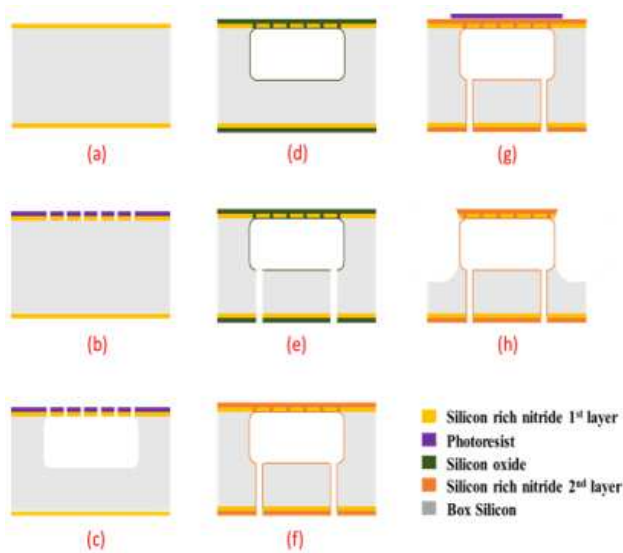 (a)
(d)
(g)
(b)
(e)
(h)
(c)
(f)
Silicon rich nitride 1st layer
Photoresist
Silicon oxide
Silicon rich nitride 2nd layer
Box Silicon